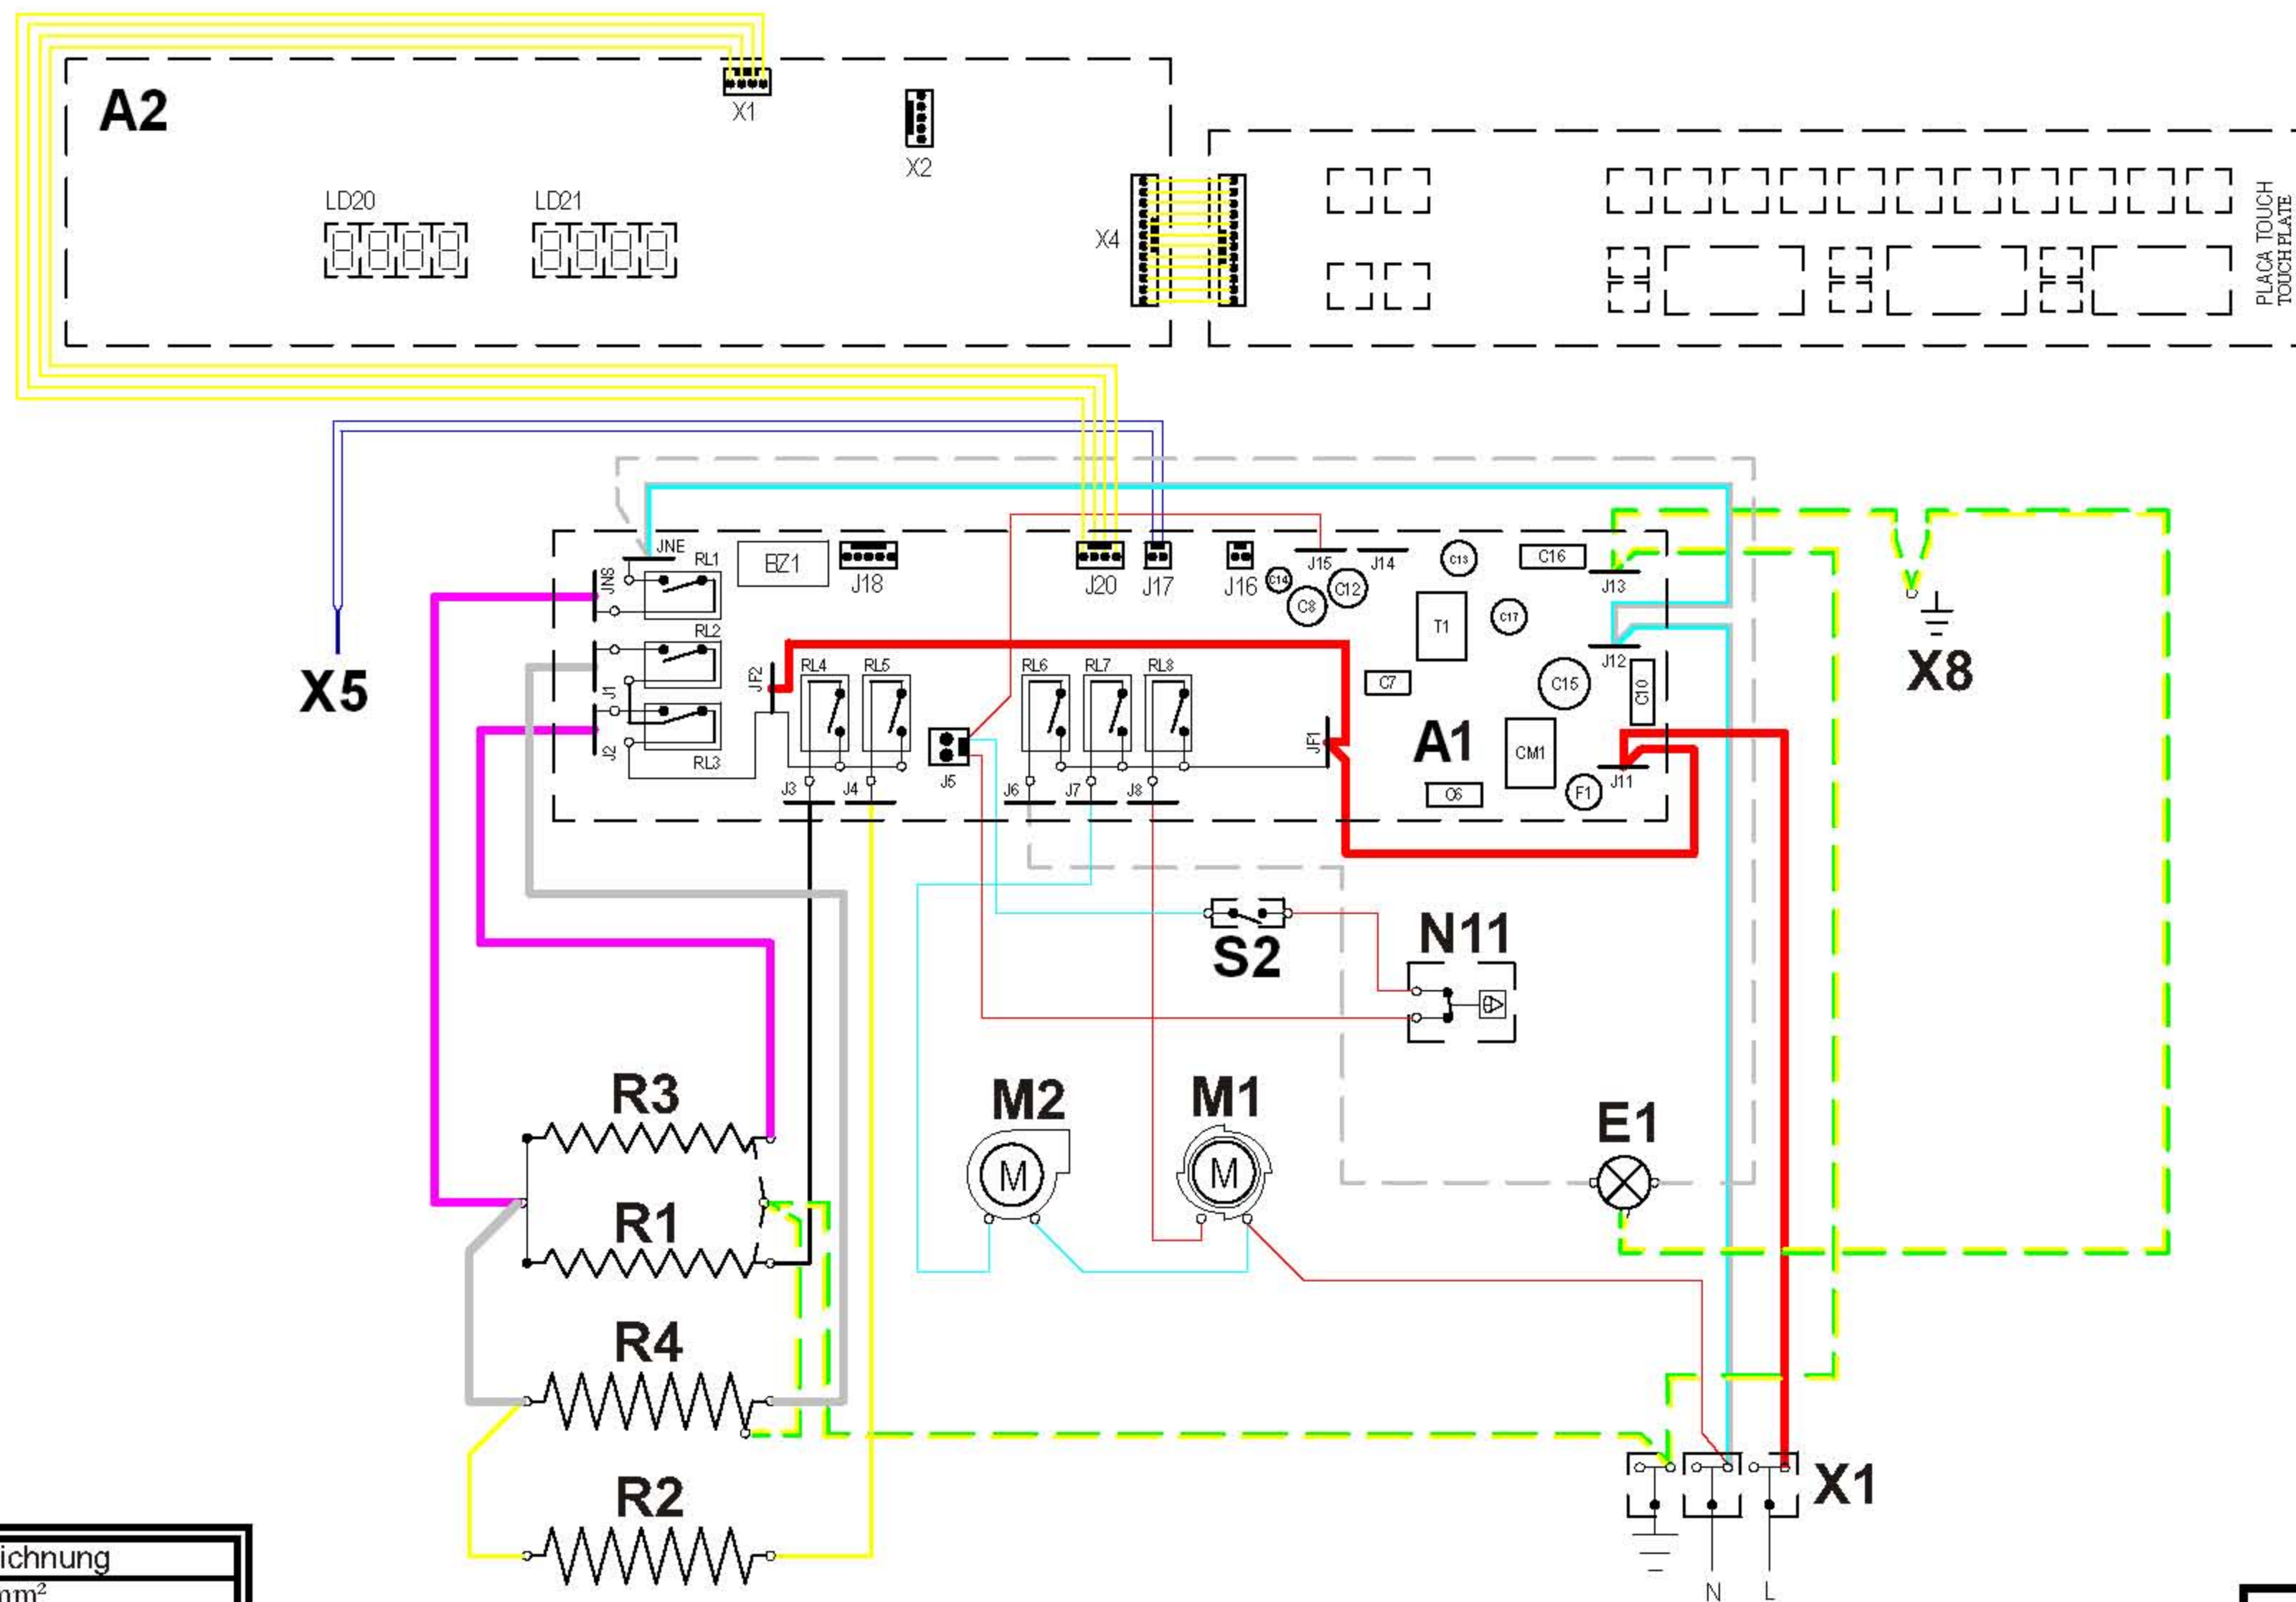 A2
X1
X2
LD20
LD21
X4
PLACA TOUCH
TOUCH PLATE
X5
JNE
RL1
BZ1
J18
J20
J17
J16
J15
J14
C13
C16
J13
JNS
C14
C8
C12
T1
C17
RL2
J12
X8
J1
JF2
RL4
RL5
RL6
RL7
RL8
C7
C15
C10
J2
RL3
J5
JF1
A1
CM1
J11
J3
J4
J6
J7
J8
C6
F1
S2
N11
R3
M2
M1
E1
M
M
R1
R4
R2
X1
N
L
ichnung
mm²